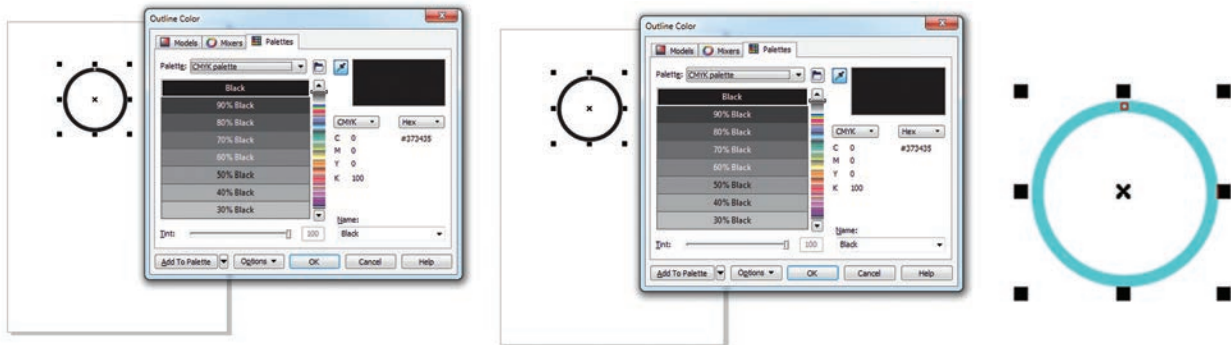 Outline Color
Models Mixers Palettes
Palette: CMYK palette
Black
90% Black
80% Black
70% Black
60% Black
50% Black
40% Black
30% Black
CMYK Hex
C 0 #373435
M 0
Y 0
K 100
Name:
Tint: 100 Black
Add To Palette Options OK Cancel Help
Outline Color
Models Mixers Palettes
Palette: CMYK palette
Black
90% Black
80% Black
70% Black
60% Black
50% Black
40% Black
30% Black
CMYK Hex
C 0 #373435
M 0
Y 0
K 100
Name:
Tint: 100 Black
Add To Palette Options OK Cancel Help